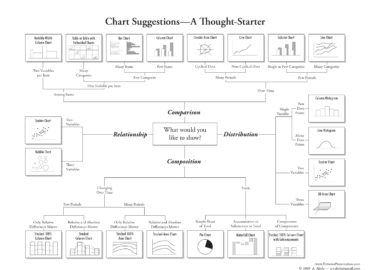 Chart Suggestions—A Thought-Starter
Variable Width
Column Chart
Table or Table with
Embedded Charts
Bar Chart
Column Chart
Circular Area Chart
Line Chart
Column Chart
Line Chart
Two Variables
per Item
Many
Categories
Many Items
Few Items
Cyclical Data
Non-Cyclical Data
Single or Few Categories
Many Categories
Few Categories
Many Periods
Few Periods
One Variable per Item
Among Items
Over Time
Comparison
What would you
like to show?
Relationship
Distribution
Composition
Scatter Chart
Two
Variables
Bubble Chart
Three
Variables
Single
Variable
Few
Data
Points
Column Histogram
Many
Data
Points
Line Histogram
Two
Variables
Scatter Chart
Three
Variables
3D Area Chart
Changing
Over Time
Static
Few Periods
Many Periods
Only Relative
Differences Matter
Relative and Absolute
Differences Matter
Only Relative
Differences Matter
Relative and Absolute
Differences Matter
Simple Share
of Total
Accumulation or
Subtraction to Total
Components
of Components
Stacked 100%
Column Chart
Stacked
Column Chart
Stacked 100%
Area Chart
Stacked Area Chart
Pie Chart
Waterfall Chart
Stacked 100% Column Chart
with Subcomponents
www.ExtremePresentation.com